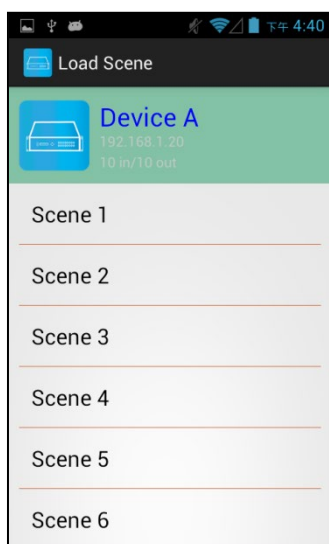 下午 4:40
Load Scene
Device A
192.168.1.20
10 in/10 out
Scene 1
Scene 2
Scene 3
Scene 4
Scene 5
Scene 6